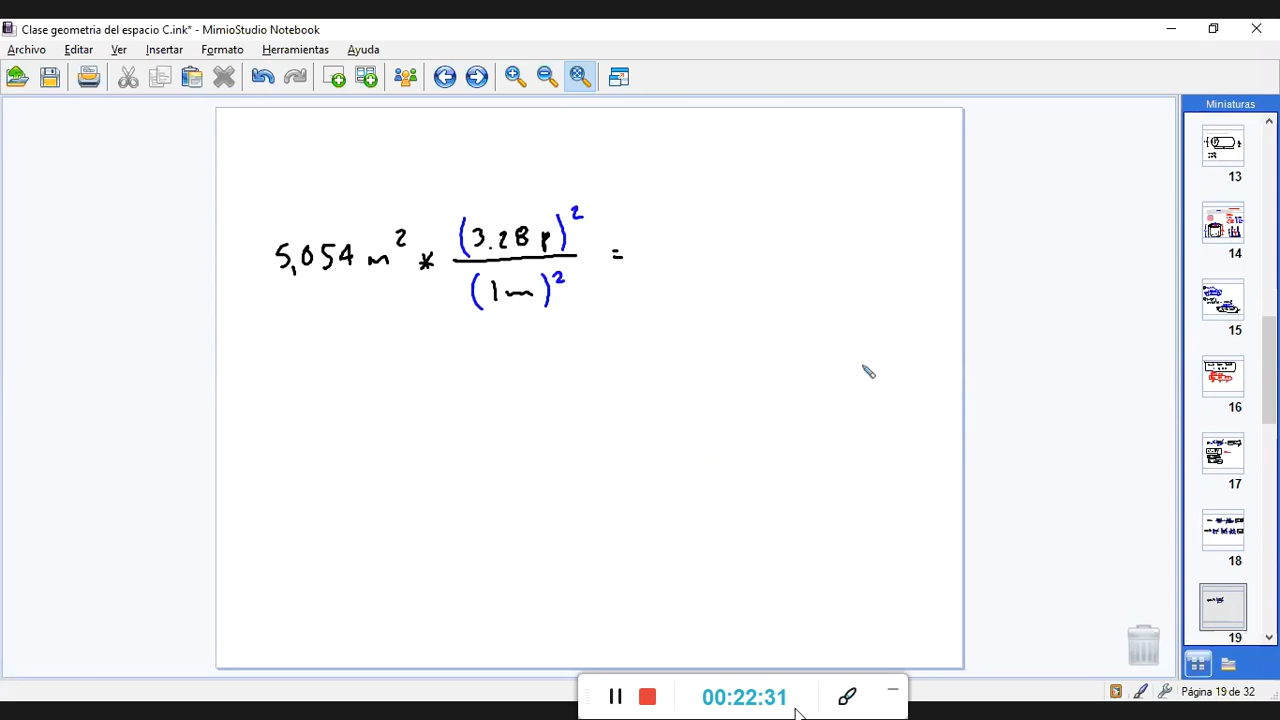 Clase geometria del espacio C.ink* - MimioStudio Notebook
Archivo Editar Ver Insertar Formato Herramientas Ayuda
Miniaturas
5,054 m² * (3.28 p)² / (1m)² =
13
14
15
16
17
18
19
Página 19 de 32
00:22:31